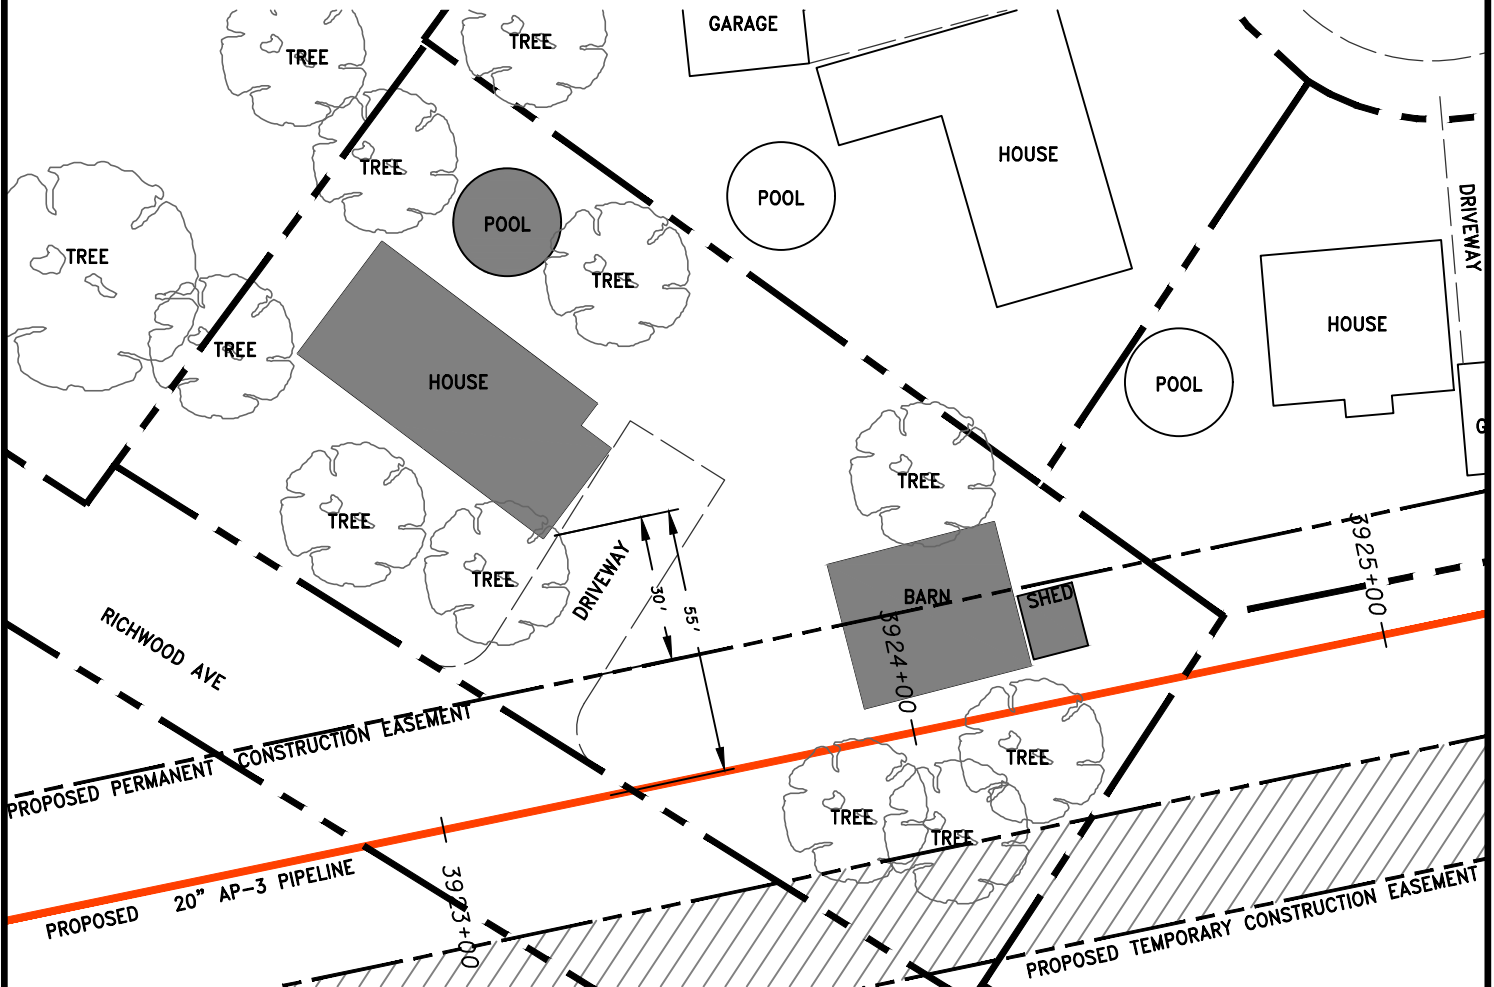 GARAGE
TREE
TREE
HOUSE
TREE
POOL
POOL
DRIVEWAY
TREE
TREE
HOUSE
TREE
HOUSE
POOL
TREE
TREE
TREE
DRIVEWAY
30'
55'
BARN
SHED
3925+00
RICHWOOD AVE
3924+00
PROPOSED PERMANENT CONSTRUCTION EASEMENT
TREE
TREE
TREE
PROPOSED 20" AP-3 PIPELINE
3923+00
PROPOSED TEMPORARY CONSTRUCTION EASEMENT